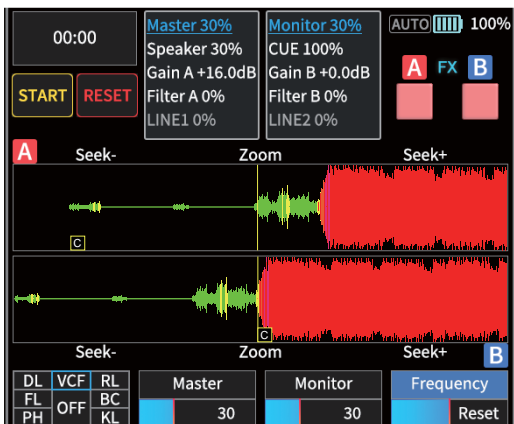 00:00
START RESET
Master 30%
Speaker 30%
Gain A +16.0dB
Filter A 0%
LINE1 0%
Monitor 30%
CUE 100%
Gain B +0.0dB
Filter B 0%
LINE2 0%
AUTO 100%
A FX B
A
Seek- Zoom Seek+
C
C
Seek- Zoom Seek+
B
DL VCF RL
FL OFF BC
PH KL
Master
30
Monitor
30
Frequency
Reset